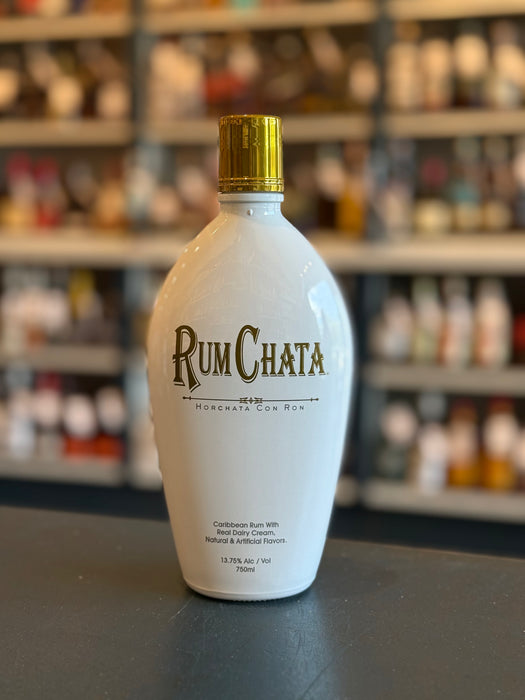 RUMCHATA
HORCHATA CON RON
Caribbean Rum With
Real Dairy Cream,
Natural & Artificial Flavors.
13.75% Alc / Vol
750ml